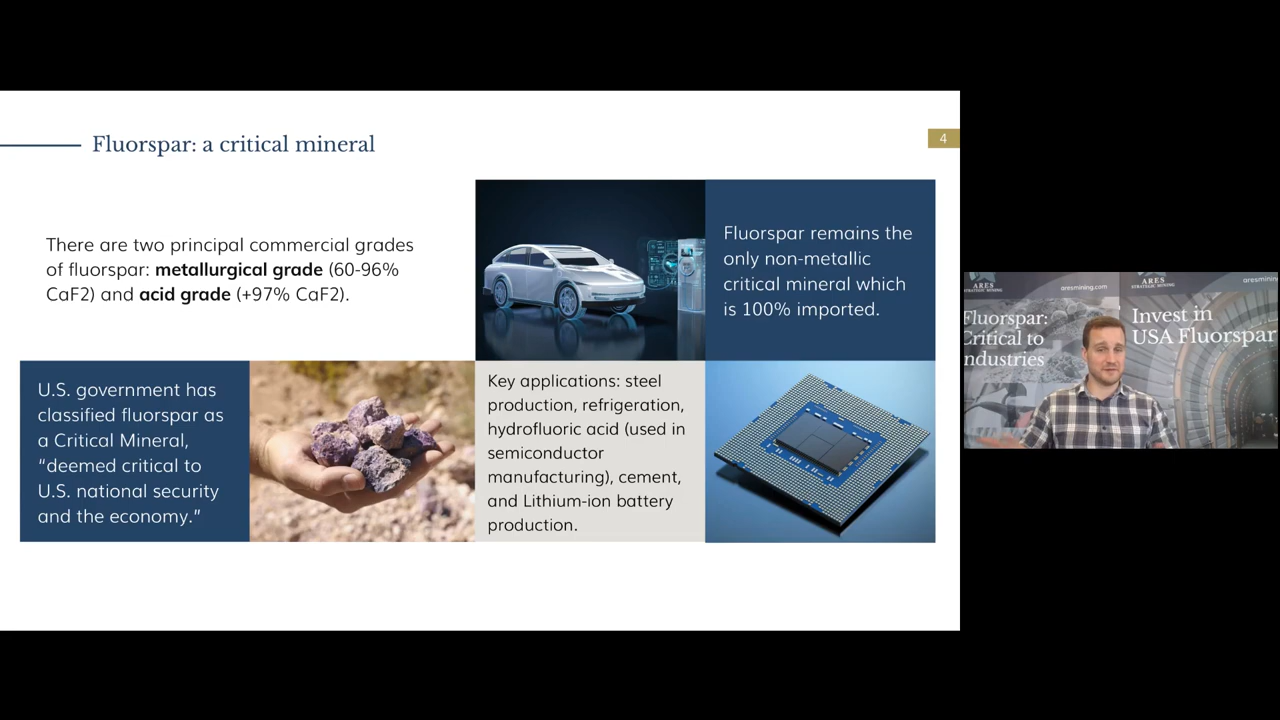 Fluorspar: a critical mineral
4
There are two principal commercial grades
of fluorspar: metallurgical grade (60-96%
CaF2) and acid grade (+97% CaF2).
Fluorspar remains the
only non-metallic
critical mineral which
is 100% imported.
U.S. government has
classified fluorspar as
a Critical Mineral,
“deemed critical to
U.S. national security
and the economy.”
Key applications: steel
production, refrigeration,
hydrofluoric acid (used in
semiconductor
manufacturing), cement,
and Lithium-ion battery
production.
ARES
STRATEGIC MINING
aresmining.com
Fluorspar:
Critical to
Industries
ARES
STRATEGIC MINING
aresmining
Invest in
USA Fluorspar